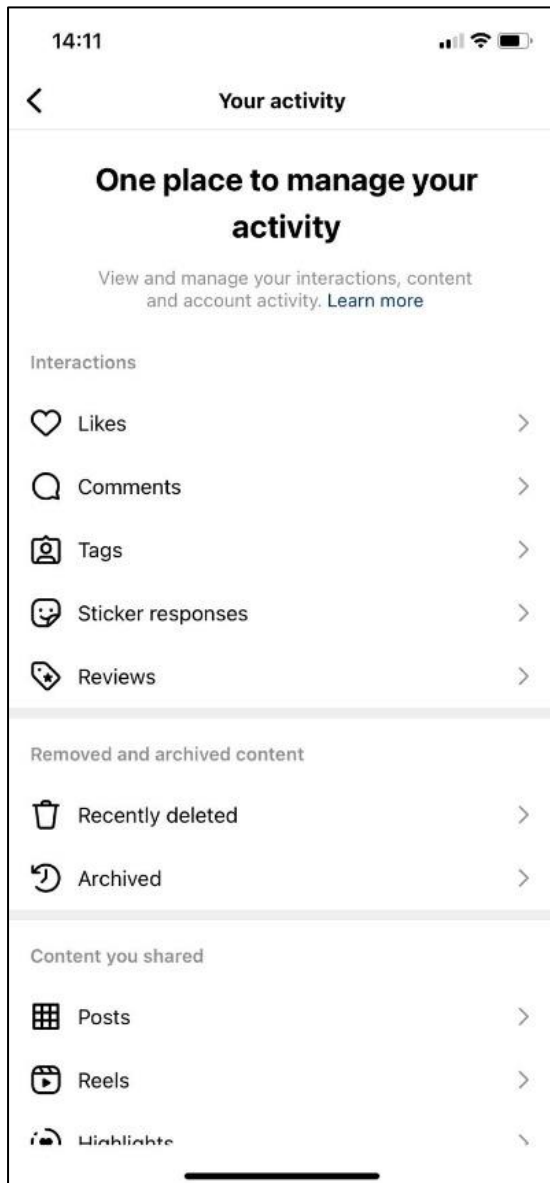 14:11
Your activity
One place to manage your
activity
View and manage your interactions, content
and account activity. Learn more
Interactions
Likes
Comments
Tags
Sticker responses
Reviews
Removed and archived content
Recently deleted
Archived
Content you shared
Posts
Reels
Highlights